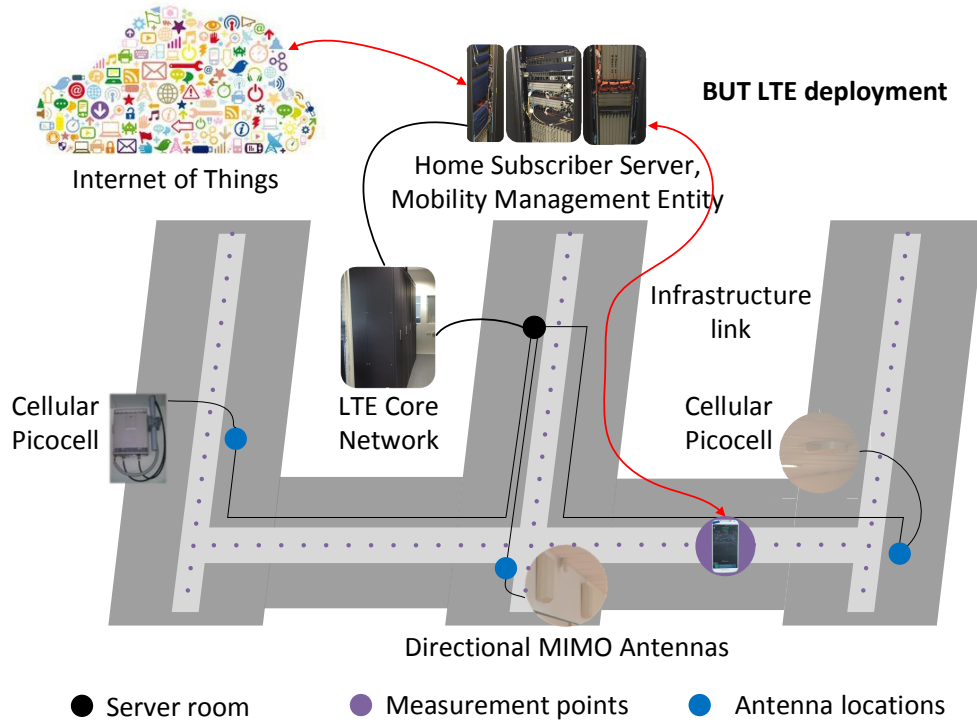 BUT LTE deployment
Internet of Things
Home Subscriber Server,
Mobility Management Entity
Infrastructure
link
Cellular
Picocell
LTE Core
Network
Cellular
Picocell
Directional MIMO Antennas
Server room
Measurement points
Antenna locations